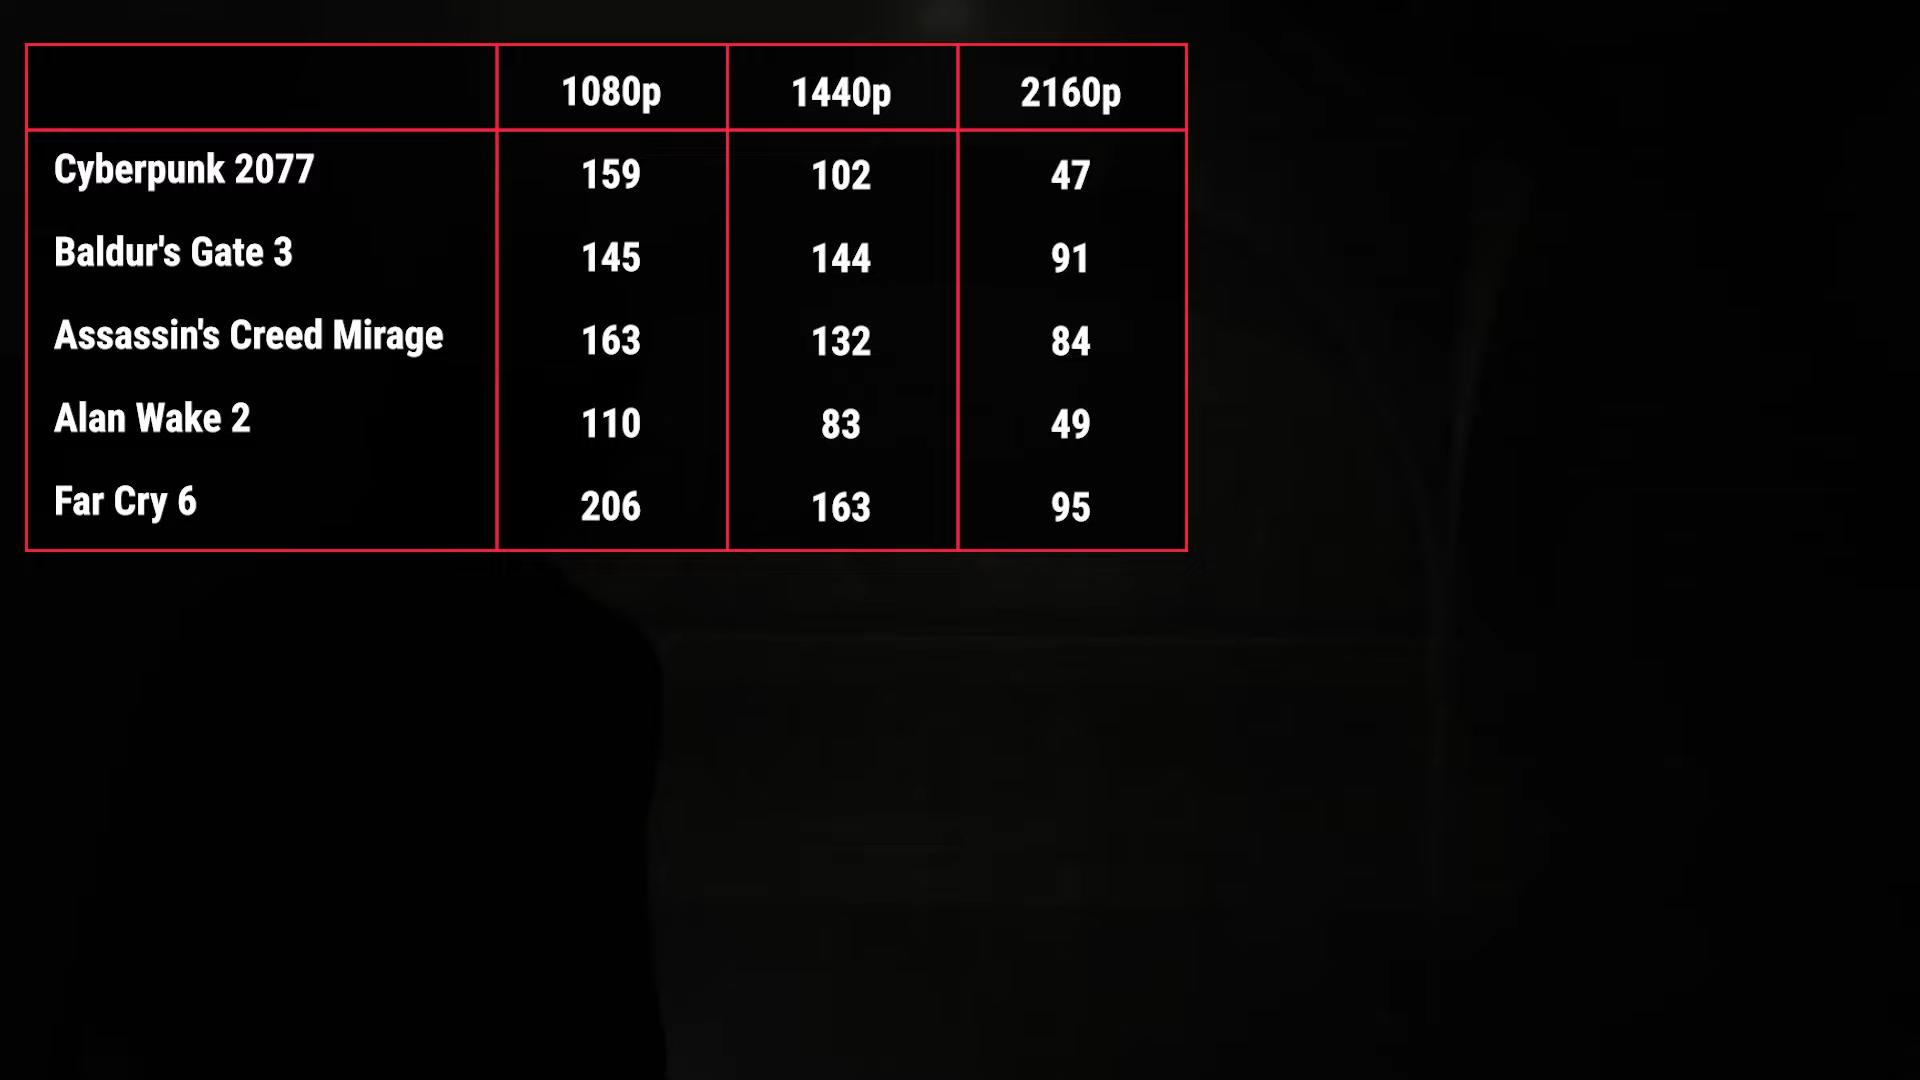 1080p 1440p 2160p
Cyberpunk 2077 159 102 47
Baldur's Gate 3 145 144 91
Assassin's Creed Mirage 163 132 84
Alan Wake 2 110 83 49
Far Cry 6 206 163 95